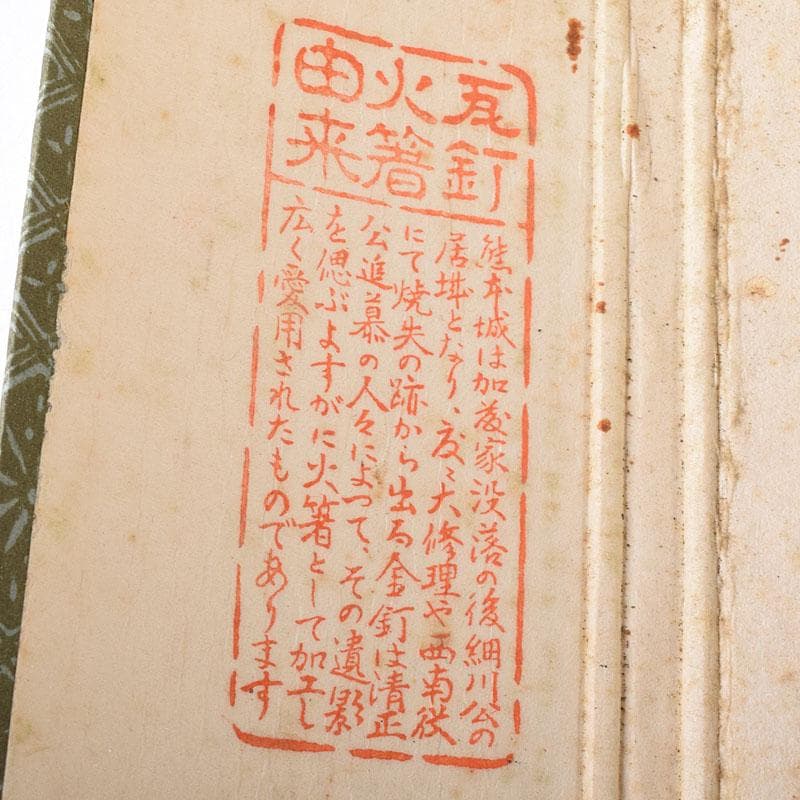 瓦釘
火箸
由来
熊本城は加藤家没落の後細川公の
居城となり、度々大修理や西南役
にて焼失の跡から出る金釘は清正
公追慕の人々によって、その遺影
を偲ぶよすがに火箸として加工し
広く愛用されたものであります